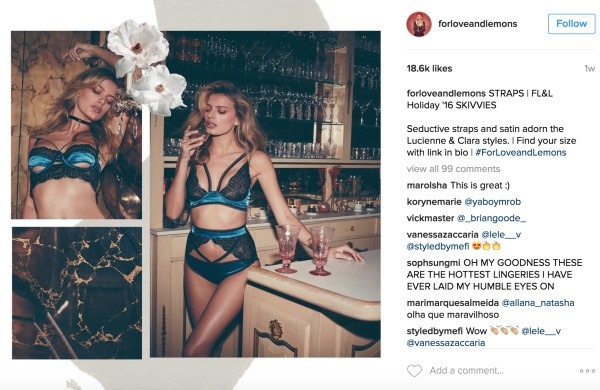 forloveandlemons
Follow
18.6k likes
1w
forloveandlemons STRAPS | FL&L
Holiday '16 SKIVVIES
Seductive straps and satin adorn the
Lucienne & Clara styles. | Find your size
with link in bio | #ForLoveandLemons
view all 99 comments
marolsha This is great :)
korynemarie @yaboymrob
vickmaster @_briangoode_
vanessazaccaria @lele__v
@styledbymefl 😍🔥🔥
sophsungmi OH MY GOODNESS THESE
ARE THE HOTTEST LINGERIES I HAVE
EVER LAID MY HUMBLE EYES ON
marimarquesalmeida @allana_natasha
olha que maravilhoso
styledbymefl Wow 👏🏼👏🏼👏🏼 @lele__v
@vanessazaccaria
Add a comment...